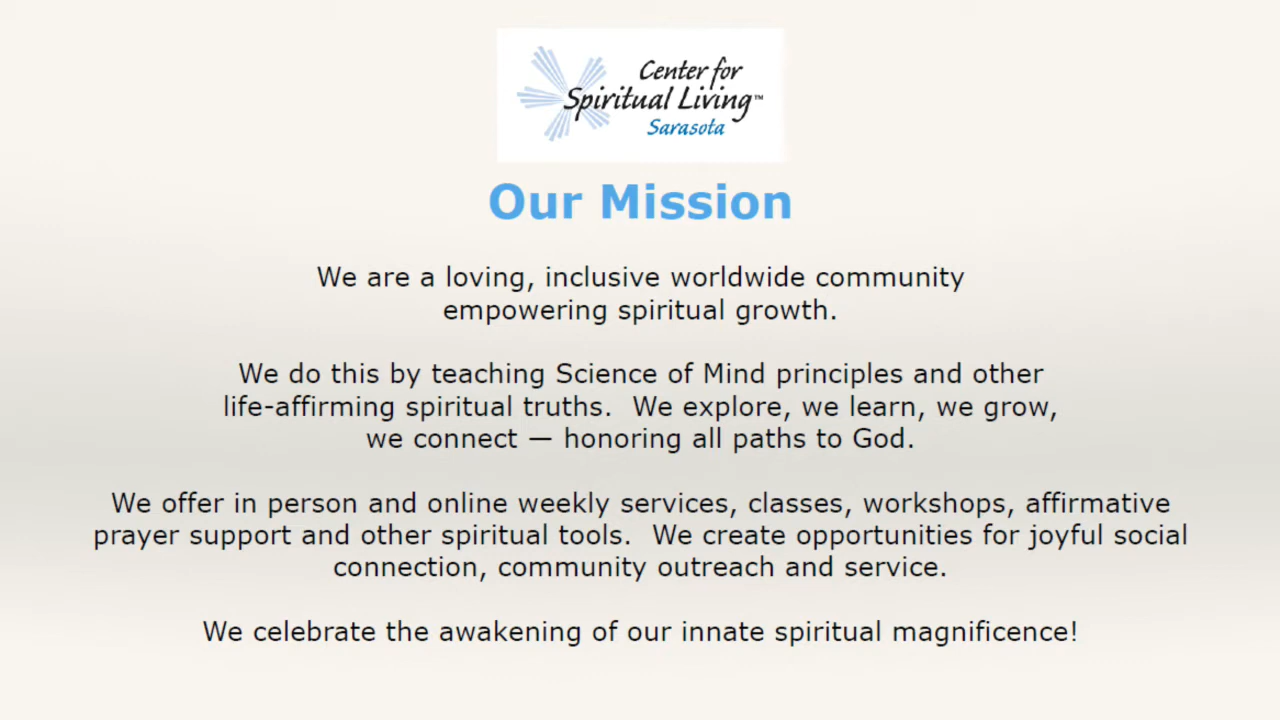 Center for
Spiritual Living™
Sarasota
Our Mission
We are a loving, inclusive worldwide community
empowering spiritual growth.
We do this by teaching Science of Mind principles and other
life-affirming spiritual truths.  We explore, we learn, we grow,
we connect — honoring all paths to God.
We offer in person and online weekly services, classes, workshops, affirmative
prayer support and other spiritual tools.  We create opportunities for joyful social
connection, community outreach and service.
We celebrate the awakening of our innate spiritual magnificence!